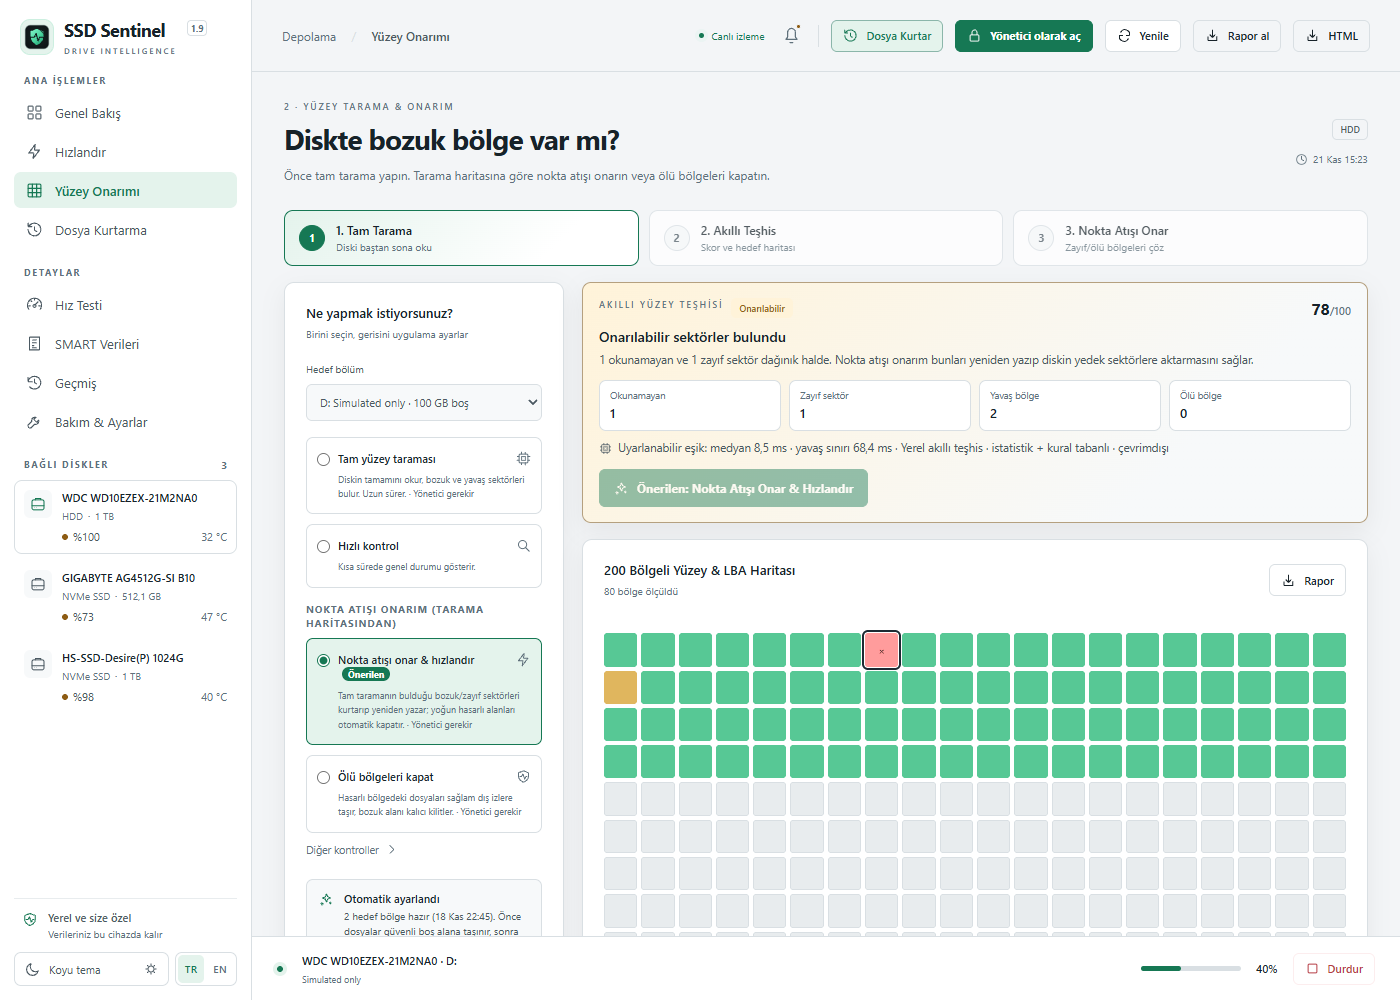 SSD Sentinel
1.9
DRIVE INTELLIGENCE
ANA İŞLEMLER
Genel Bakış
Hızlandır
Yüzey Onarımı
Dosya Kurtarma
DETAYLAR
Hız Testi
SMART Verileri
Geçmiş
Bakım & Ayarlar
BAĞLI DİSKLER
3
WDC WD10EZEX-21M2NA0
HDD · 1 TB
%100
32 °C
GIGABYTE AG4512G-SI B10
NVMe SSD · 512,1 GB
%73
47 °C
HS-SSD-Desire(P) 1024G
NVMe SSD · 1 TB
%98
40 °C
Yerel ve size özel
Verileriniz bu cihazda kalır
Koyu tema
TR
EN
Depolama / Yüzey Onarımı
Canlı izleme
Dosya Kurtar
Yönetici olarak aç
Yenile
Rapor al
HTML
2 · YÜZEY TARAMA & ONARIM
Diskte bozuk bölge var mı?
Önce tam tarama yapın. Tarama haritasına göre nokta atışı onarın veya ölü bölgeleri kapatın.
HDD
21 Kas 15:23
1
1. Tam Tarama
Diski baştan sona oku
2
2. Akıllı Teşhis
Skor ve hedef haritası
3
3. Nokta Atışı Onar
Zayıf/ölü bölgeleri çöz
Ne yapmak istiyorsunuz?
Birini seçin, gerisini uygulama ayarlar
Hedef bölüm
D: Simulated only · 100 GB boş
Tam yüzey taraması
Diskin tamamını okur, bozuk ve yavaş sektörleri
bulur. Uzun sürer. · Yönetici gerekir
Hızlı kontrol
Kısa sürede genel durumu gösterir.
NOKTA ATIŞI ONARIM (TARAMA
HARİTASINDAN)
Nokta atışı onar & hızlandır
Önerilen
Tam taramanın bulduğu bozuk/zayıf sektörleri
kurtarıp yeniden yazar; yoğun hasarlı alanları
otomatik kapatır. · Yönetici gerekir
Ölü bölgeleri kapat
Hasarlı bölgedeki dosyaları sağlam dış izlere
taşır, bozuk alanı kalıcı kilitler. · Yönetici gerekir
Diğer kontroller
Otomatik ayarlandı
2 hedef bölge hazır (18 Kas 22:45). Önce
dosyalar güvenli boş alana taşınır, sonra
AKILLI YÜZEY TEŞHİSİ
Onarılabilir
78/100
Onarılabilir sektörler bulundu
1 okunamayan ve 1 zayıf sektör dağınık halde. Nokta atışı onarım bunları yeniden yazıp diskin yedek sektörlere aktarmasını sağlar.
Okunamayan
1
Zayıf sektör
1
Yavaş bölge
2
Ölü bölge
0
Uyarlanabilir eşik: medyan 8,5 ms · yavaş sınırı 68,4 ms · Yerel akıllı teşhis · istatistik + kural tabanlı · çevrimdışı
Önerilen: Nokta Atışı Onar & Hızlandır
200 Bölgeli Yüzey & LBA Haritası
80 bölge ölçüldü
Rapor
×
WDC WD10EZEX-21M2NA0 · D:
Simulated only
40%
Durdur